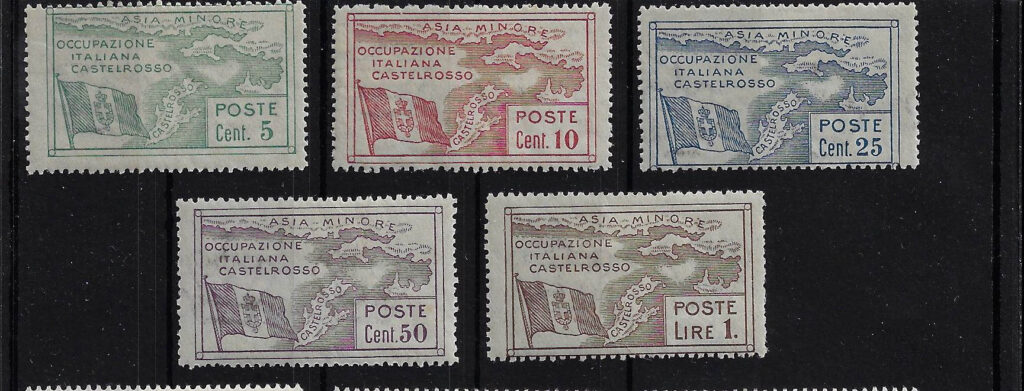 ASIA MINORE
OCCUPAZIONE
ITALIANA
CASTELROSSO
CASTELROSSO
POSTE
Cent. 5
ASIA MINORE
OCCUPAZIONE
ITALIANA
CASTELROSSO
CASTELROSSO
POSTE
Cent. 10
ASIA MINORE
OCCUPAZIONE
ITALIANA
CASTELROSSO
CASTELROSSO
POSTE
Cent. 25
ASIA MINORE
OCCUPAZIONE
ITALIANA
CASTELROSSO
CASTELROSSO
POSTE
Cent. 50
ASIA MINORE
OCCUPAZIONE
ITALIANA
CASTELROSSO
CASTELROSSO
POSTE
LIRE 1.